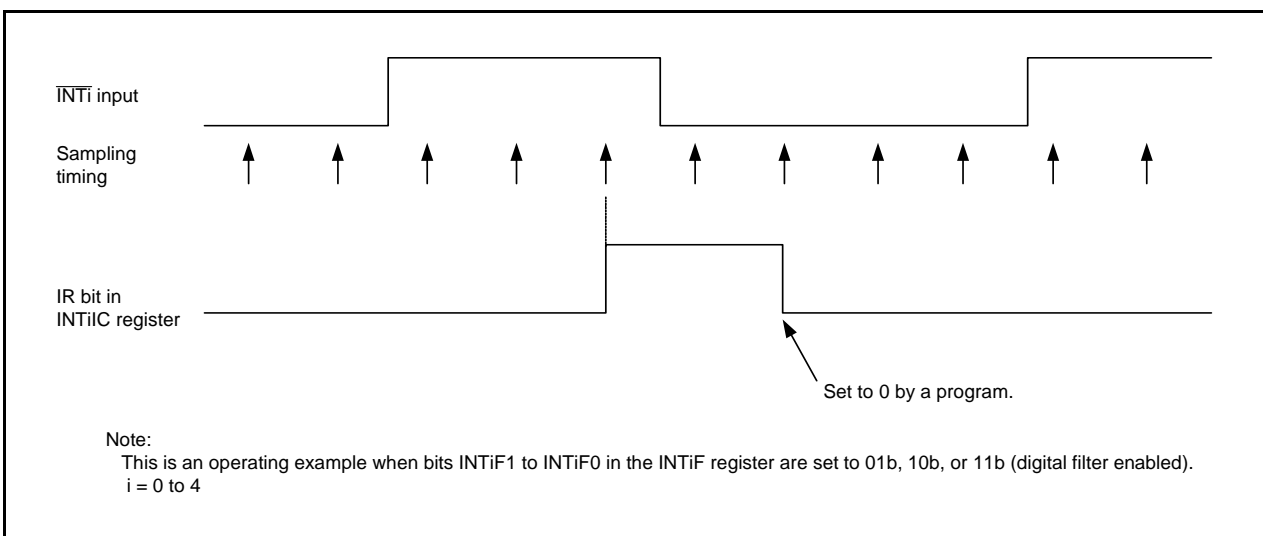 INTi input
Sampling
timing
IR bit in
INTiIC register
Set to 0 by a program.
Note:
This is an operating example when bits INTiF1 to INTiF0 in the INTiF register are set to 01b, 10b, or 11b (digital filter enabled).
i = 0 to 4